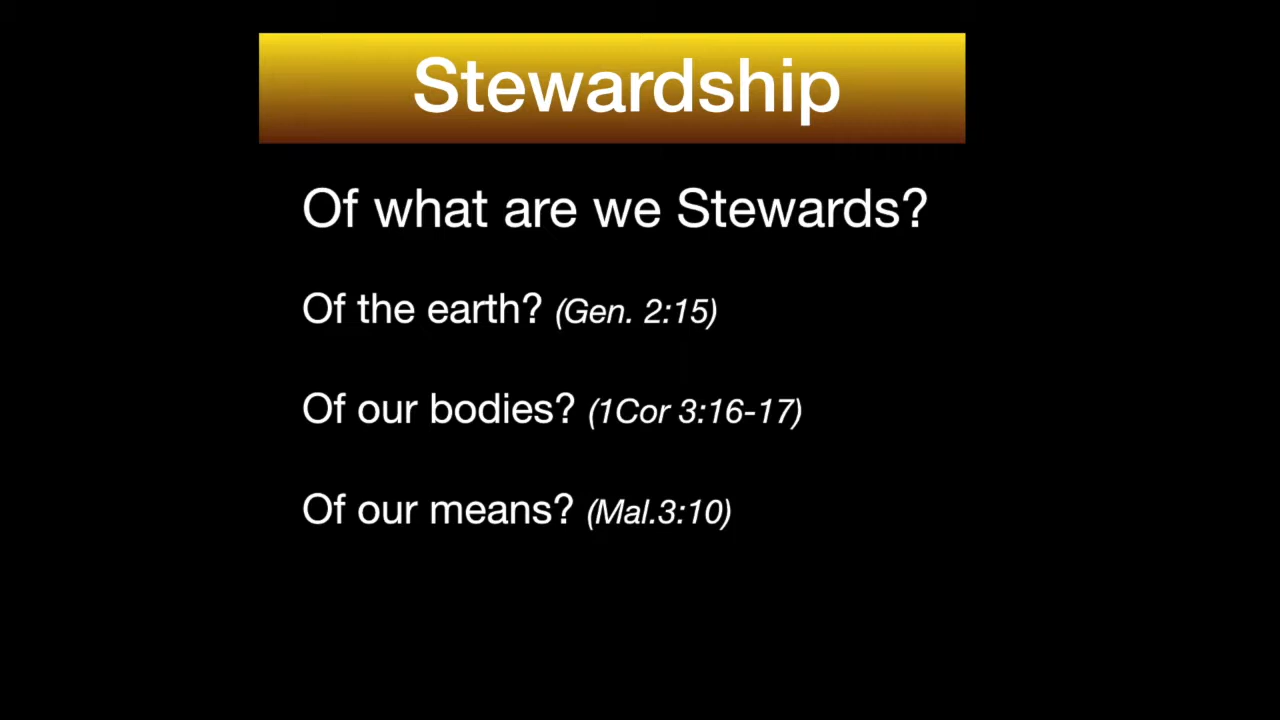 Stewardship
Of what are we Stewards?
Of the earth? (Gen. 2:15)
Of our bodies? (1Cor 3:16-17)
Of our means? (Mal.3:10)